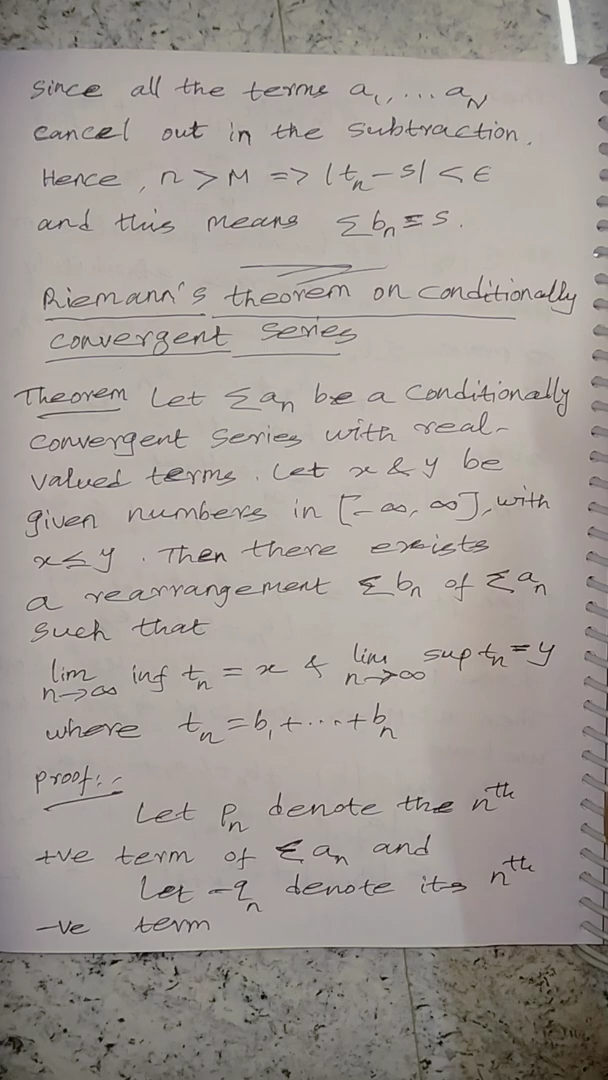 Since all the terms a₁, ... a_N
cancel out in the subtraction.
Hence, n > M => |tₙ - s| < ε
and this means Σbₙ = s.
Riemann's theorem on conditionally
convergent series
Theorem Let Σaₙ be a conditionally
convergent series with real-
valued terms. Let x & y be
given numbers in [-∞, ∞], with
x ≤ y. Then there exists
a rearrangement Σbₙ of Σaₙ
such that
lim n→∞ inf tₙ = x & lim n→∞ sup tₙ = y
where tₙ = b₁ + ... + bₙ
proof:-
Let Pₙ denote the nᵗʰ
+ve term of Σaₙ and
Let -qₙ denote its nᵗʰ
-ve term